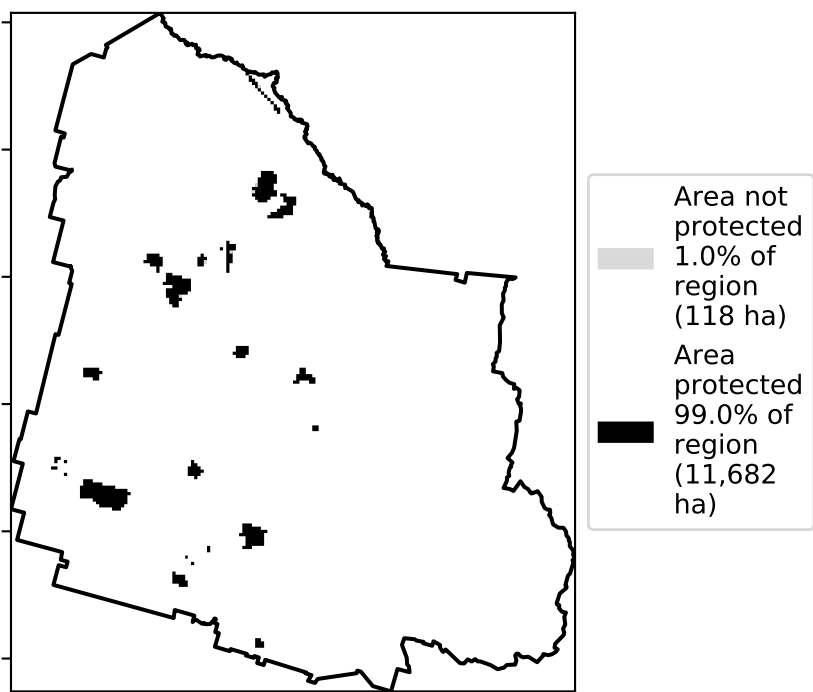 Area not
protected
1.0% of
region
(118 ha)
Area
protected
99.0% of
region
(11,682
ha)